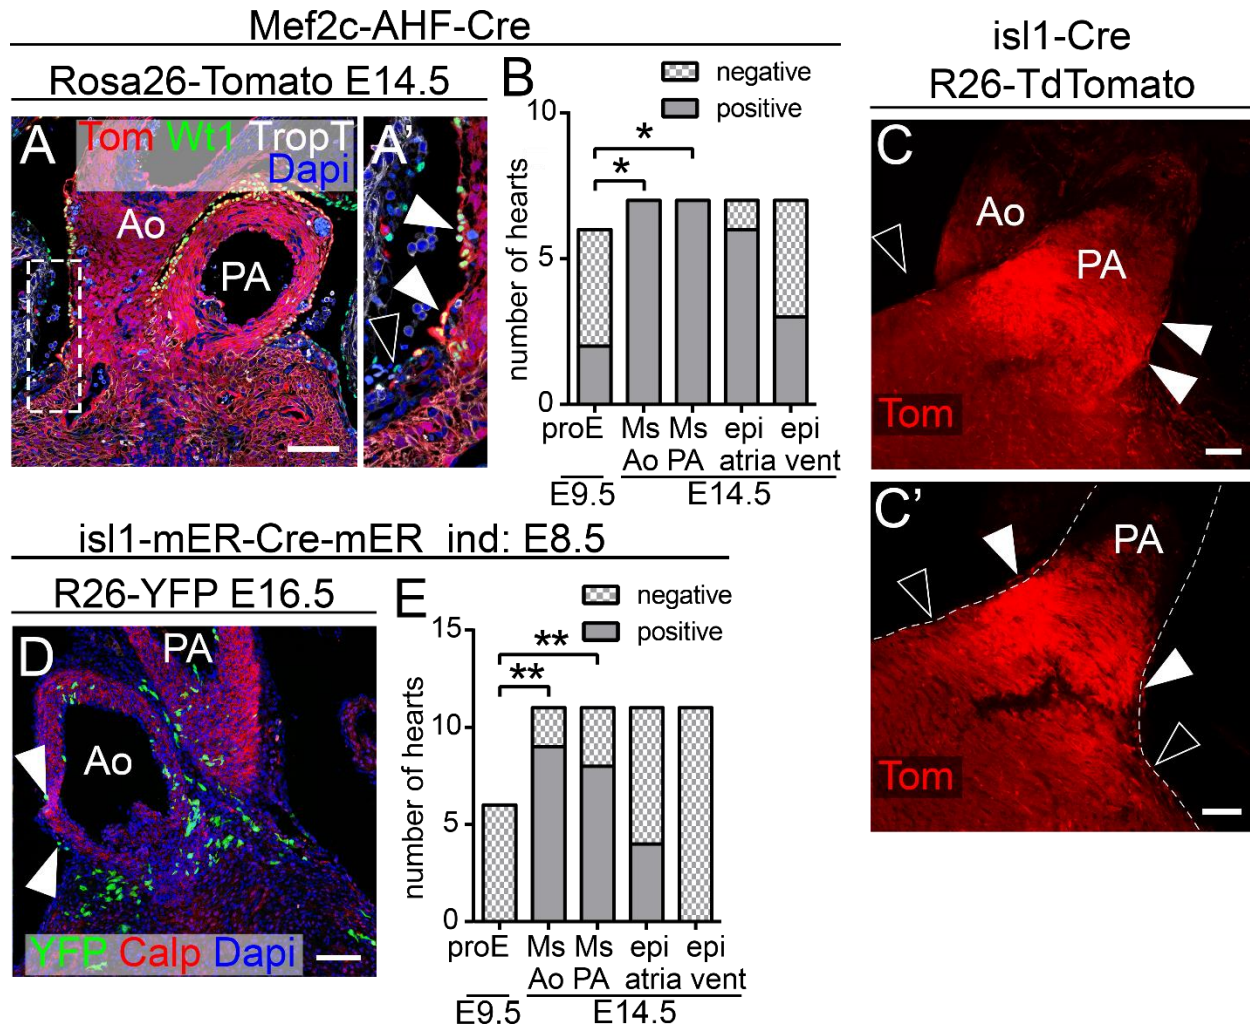 Mef2c-AHF-Cre
Rosa26-Tomato E14.5
A
Tom Wt1 TropT
Dapi
Ao
PA
A'
B
negative
positive
number of hearts
10
5
0
proE
Ms Ao
Ms PA
epi atria
epi vent
E9.5
E14.5
*
*
isl1-Cre
R26-TdTomato
C
Ao
PA
Tom
C'
PA
Tom
isl1-mER-Cre-mER ind: E8.5
R26-YFP E16.5
D
PA
Ao
YFP Calp Dapi
E
negative
positive
number of hearts
15
10
5
0
**
**
proE
Ms Ao
Ms PA
epi atria
epi vent
E9.5
E14.5